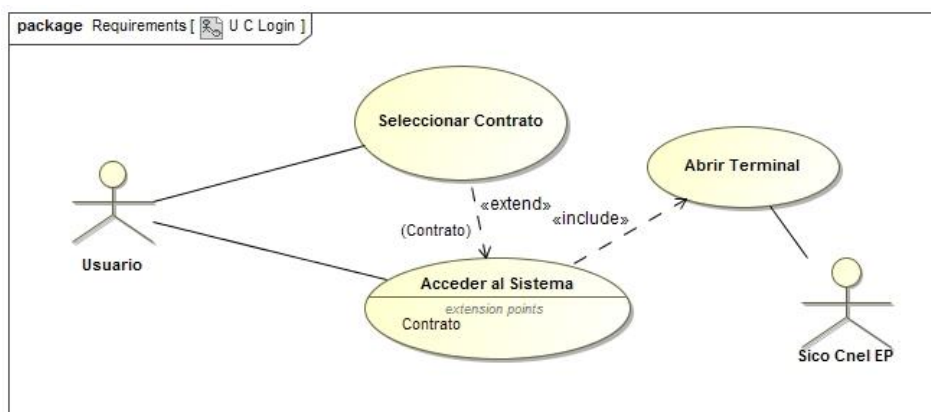 package Requirements [ U C Login ]
Seleccionar Contrato
Abrir Terminal
«extend»
«include»
(Contrato)
Usuario
Acceder al Sistema
extension points
Contrato
Sico Cnel EP